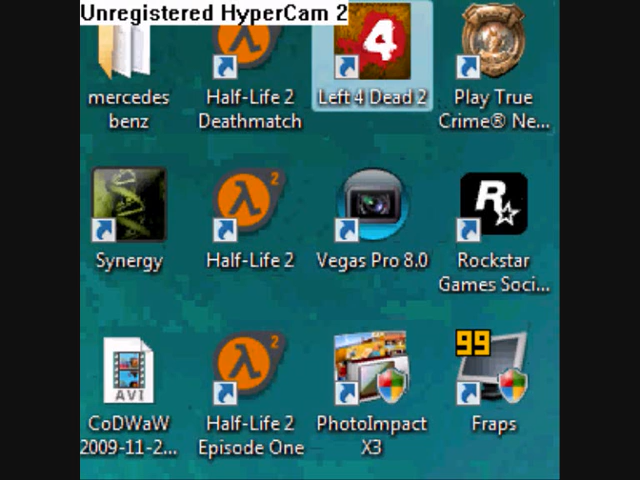 Unregistered HyperCam 2
mercedes
benz
Half-Life 2
Deathmatch
4
Left 4 Dead 2
Play True
Crime® Ne...
Synergy
2
Half-Life 2
Vegas Pro 8.0
R
Rockstar
Games Soci...
AVI
CoDWaW
2009-11-2...
2
Half-Life 2
Episode One
PhotoImpact
X3
99
Fraps